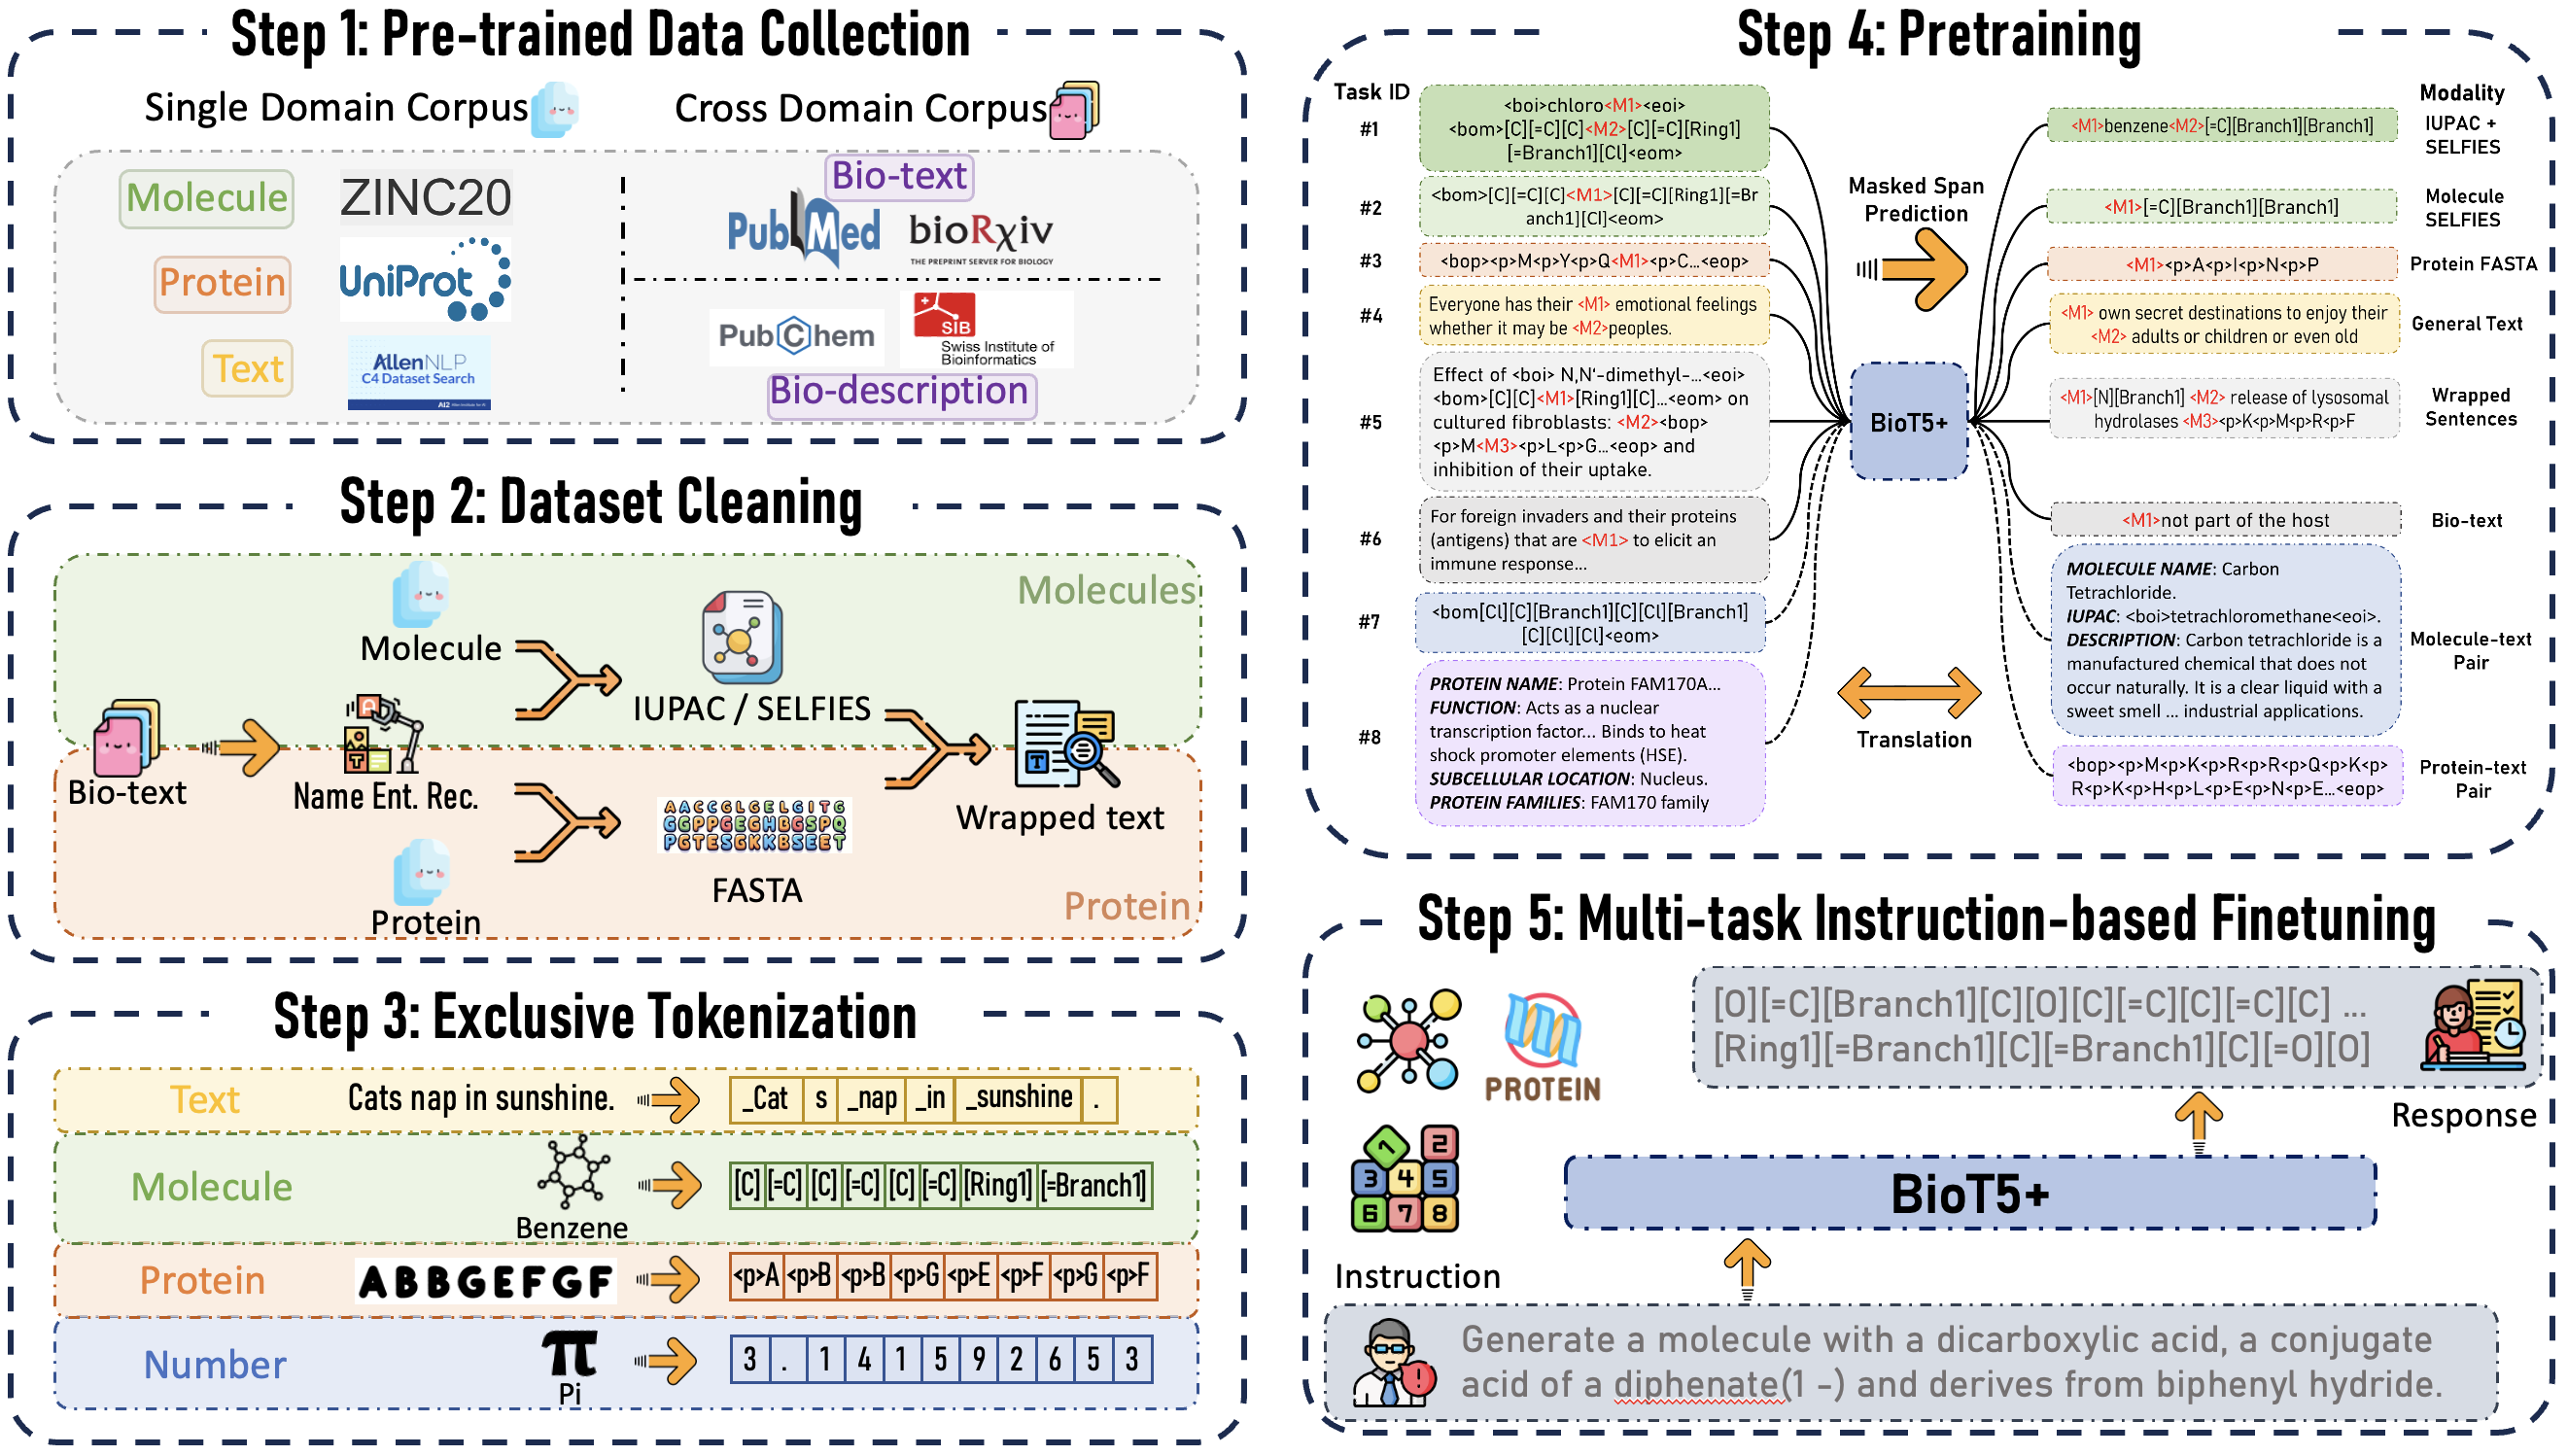 Step 1: Pre-trained Data Collection
Single Domain Corpus
Cross Domain Corpus
Molecule
ZINC20
Protein
UniProt
Text
AllenNLP
C4 Dataset Search
AI2
Bio-text
PubMed
bioRxiv
THE PREPRINT SERVER FOR BIOLOGY
PubChem
SIB
Swiss Institute of
Bioinformatics
Bio-description
Step 2: Dataset Cleaning
Molecules
Molecule
IUPAC / SELFIES
Bio-text
Name Ent. Rec.
Wrapped text
AACCGLGELGITG
GGPPGEGHBGSPQ
PGTESGKKBSEET
FASTA
Protein
Protein
Step 3: Exclusive Tokenization
Text
Cats nap in sunshine.
_Cat s _nap _in _sunshine .
Molecule
Benzene
[C] [=C] [C] [=C] [C] [=C] [Ring1] [=Branch1]
Protein
ABBGEFGF
<p>A <p>B <p>B <p>G <p>E <p>F <p>G <p>F
Number
π
Pi
3 . 1 4 1 5 9 2 6 5 3
Step 4: Pretraining
Task ID
#1
<boi>chloro<M1><eoi>
<bom>[C][=C][C]<M2>[C][=C][Ring1]
[=Branch1][Cl]<eom>
#2
<bom>[C][=C][C]<M1>[C][=C][Ring1][=Br
anch1][Cl]<eom>
#3
<bop><p>M<p>Y<p>Q<M1><p>C...<eop>
#4
Everyone has their <M1> emotional feelings
whether it may be <M2>peoples.
#5
Effect of <boi> N,N'-dimethyl-...<eoi>
<bom>[C][C]<M1>[Ring1][C]...<eom> on
cultured fibroblasts: <M2><bop>
<p>M<M3><p>L<p>G...<eop> and
inhibition of their uptake.
#6
For foreign invaders and their proteins
(antigens) that are <M1> to elicit an
immune response...
#7
<bom[Cl][C][Branch1][C][Cl][Branch1]
[C][Cl][Cl]<eom>
#8
PROTEIN NAME: Protein FAM170A...
FUNCTION: Acts as a nuclear
transcription factor... Binds to heat
shock promoter elements (HSE).
SUBCELLULAR LOCATION: Nucleus.
PROTEIN FAMILIES: FAM170 family
Masked Span
Prediction
BioT5+
Translation
Modality
<M1>benzene<M2>[=C][Branch1][Branch1]
IUPAC +
SELFIES
<M1>[=C][Branch1][Branch1]
Molecule
SELFIES
<M1><p>A<p>I<p>N<p>P
Protein FASTA
<M1> own secret destinations to enjoy their
<M2> adults or children or even old
General Text
<M1>[N][Branch1] <M2> release of lysosomal
hydrolases <M3><p>K<p>M<p>R<p>F
Wrapped
Sentences
<M1>not part of the host
Bio-text
MOLECULE NAME: Carbon
Tetrachloride.
IUPAC: <boi>tetrachloromethane<eoi>.
DESCRIPTION: Carbon tetrachloride is a
manufactured chemical that does not
occur naturally. It is a clear liquid with a
sweet smell ... industrial applications.
Molecule-text
Pair
<bop><p>M<p>K<p>R<p>R<p>Q<p>K<p>
R<p>K<p>H<p>L<p>E<p>N<p>E...<eop>
Protein-text
Pair
Step 5: Multi-task Instruction-based Finetuning
PROTEIN
1 2
3 4 5
6 7 8
[O][=C][Branch1][C][O][C][=C][C][=C][C] ...
[Ring1][=Branch1][C][=Branch1][C][=O][O]
Response
BioT5+
Instruction
Generate a molecule with a dicarboxylic acid, a conjugate
acid of a diphenate(1 -) and derives from biphenyl hydride.